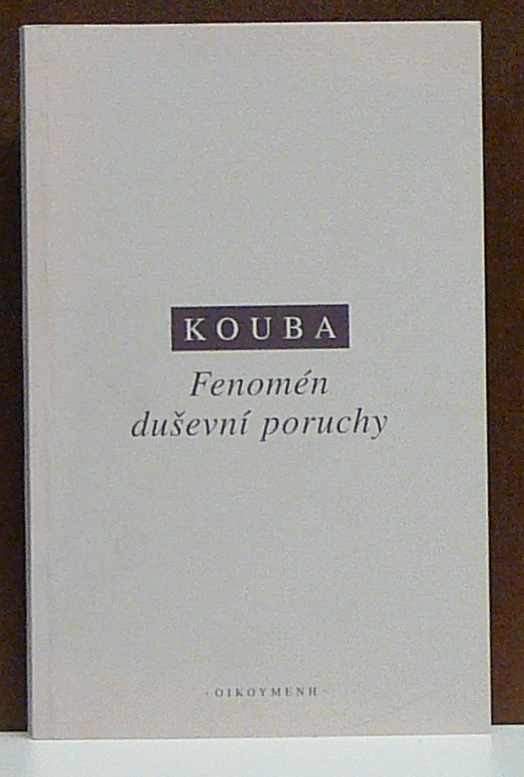 KOUBA
Fenomén
duševní poruchy
·OIKOYMENH·